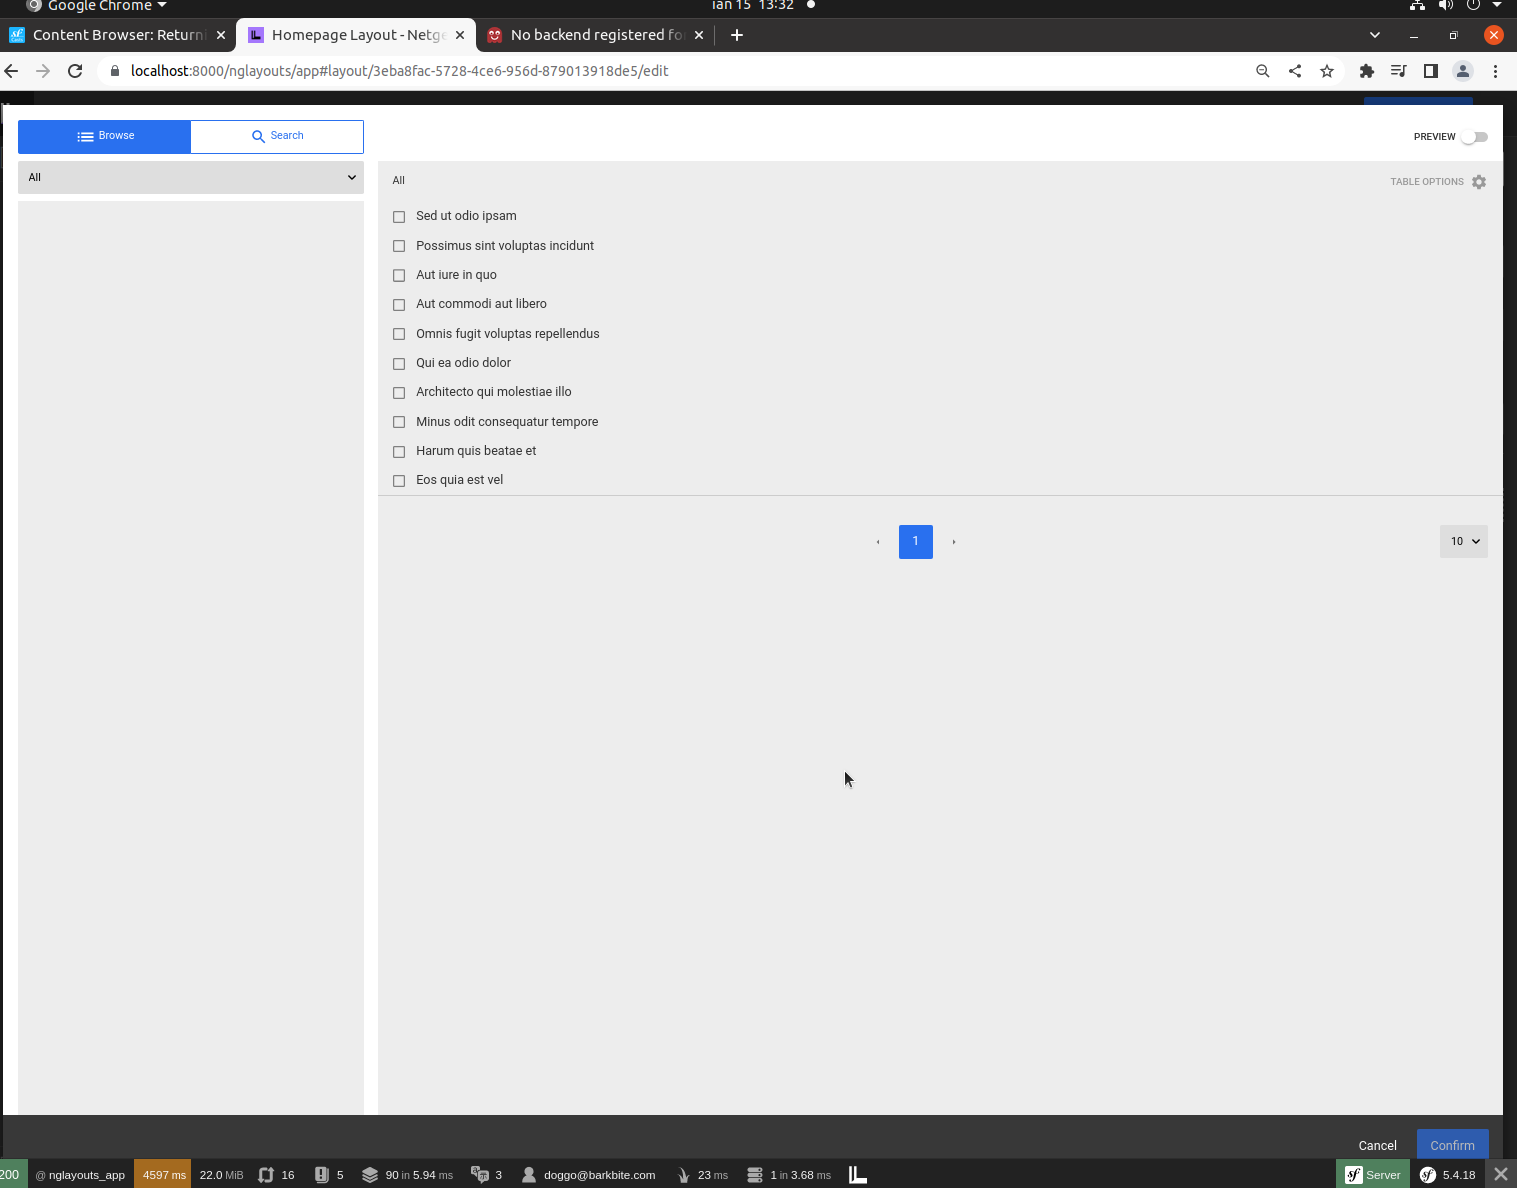 Google Chrome
ian 15 13:32
Content Browser: Return
Homepage Layout - Netge
No backend registered fo
localhost:8000/nglayouts/app#layout/3eba8fac-5728-4ce6-956d-879013918de5/edit
Browse
Search
PREVIEW
All
All
TABLE OPTIONS
Sed ut odio ipsam
Possimus sint voluptas incidunt
Aut iure in quo
Aut commodi aut libero
Omnis fugit voluptas repellendus
Qui ea odio dolor
Architecto qui molestiae illo
Minus odit consequatur tempore
Harum quis beatae et
Eos quia est vel
1
10
Cancel
Confirm
200 @ nglayouts_app 4597 ms 22.0 MiB 16 5 90 in 5.94 ms 3 doggo@barkbite.com 23 ms 1 in 3.68 ms Server 5.4.18